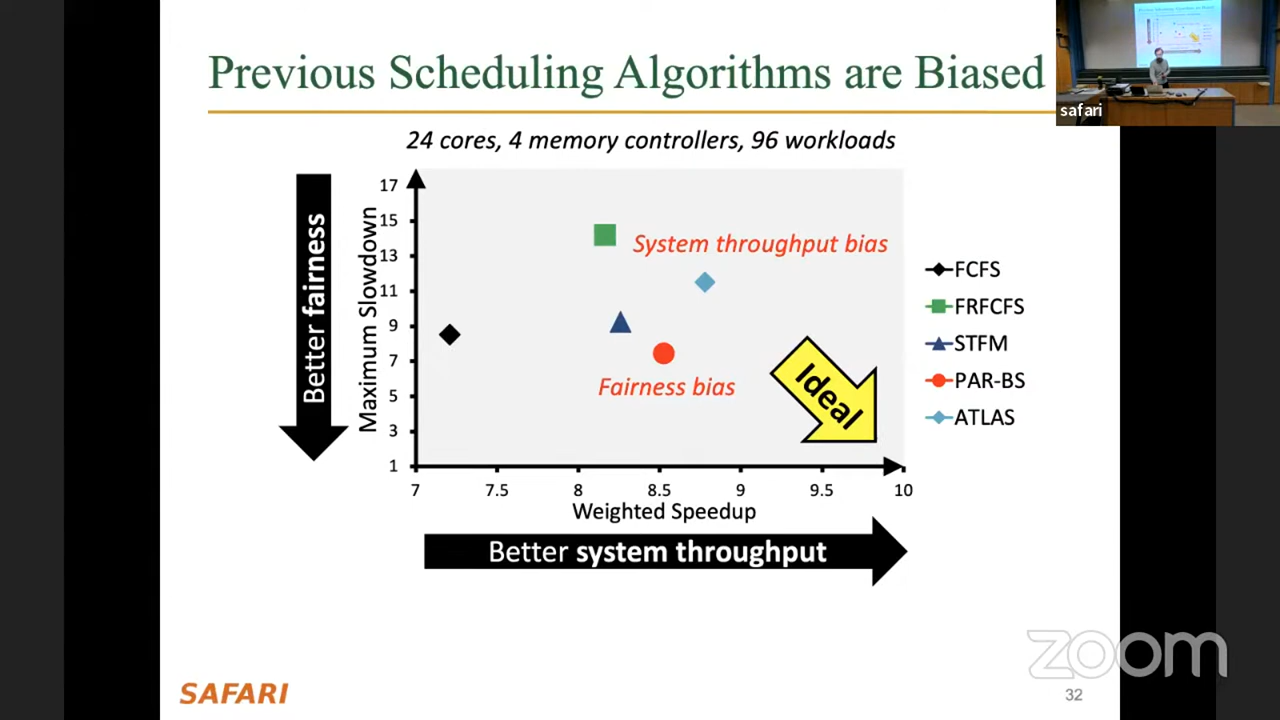 Previous Scheduling Algorithms are Biased
safari
24 cores, 4 memory controllers, 96 workloads
Better fairness
Maximum Slowdown
17
15
13
11
9
7
5
3
1
7
7.5
8
8.5
9
9.5
10
Weighted Speedup
System throughput bias
Fairness bias
Ideal
FCFS
FRFCFS
STFM
PAR-BS
ATLAS
Better system throughput
zoom
SAFARI
32